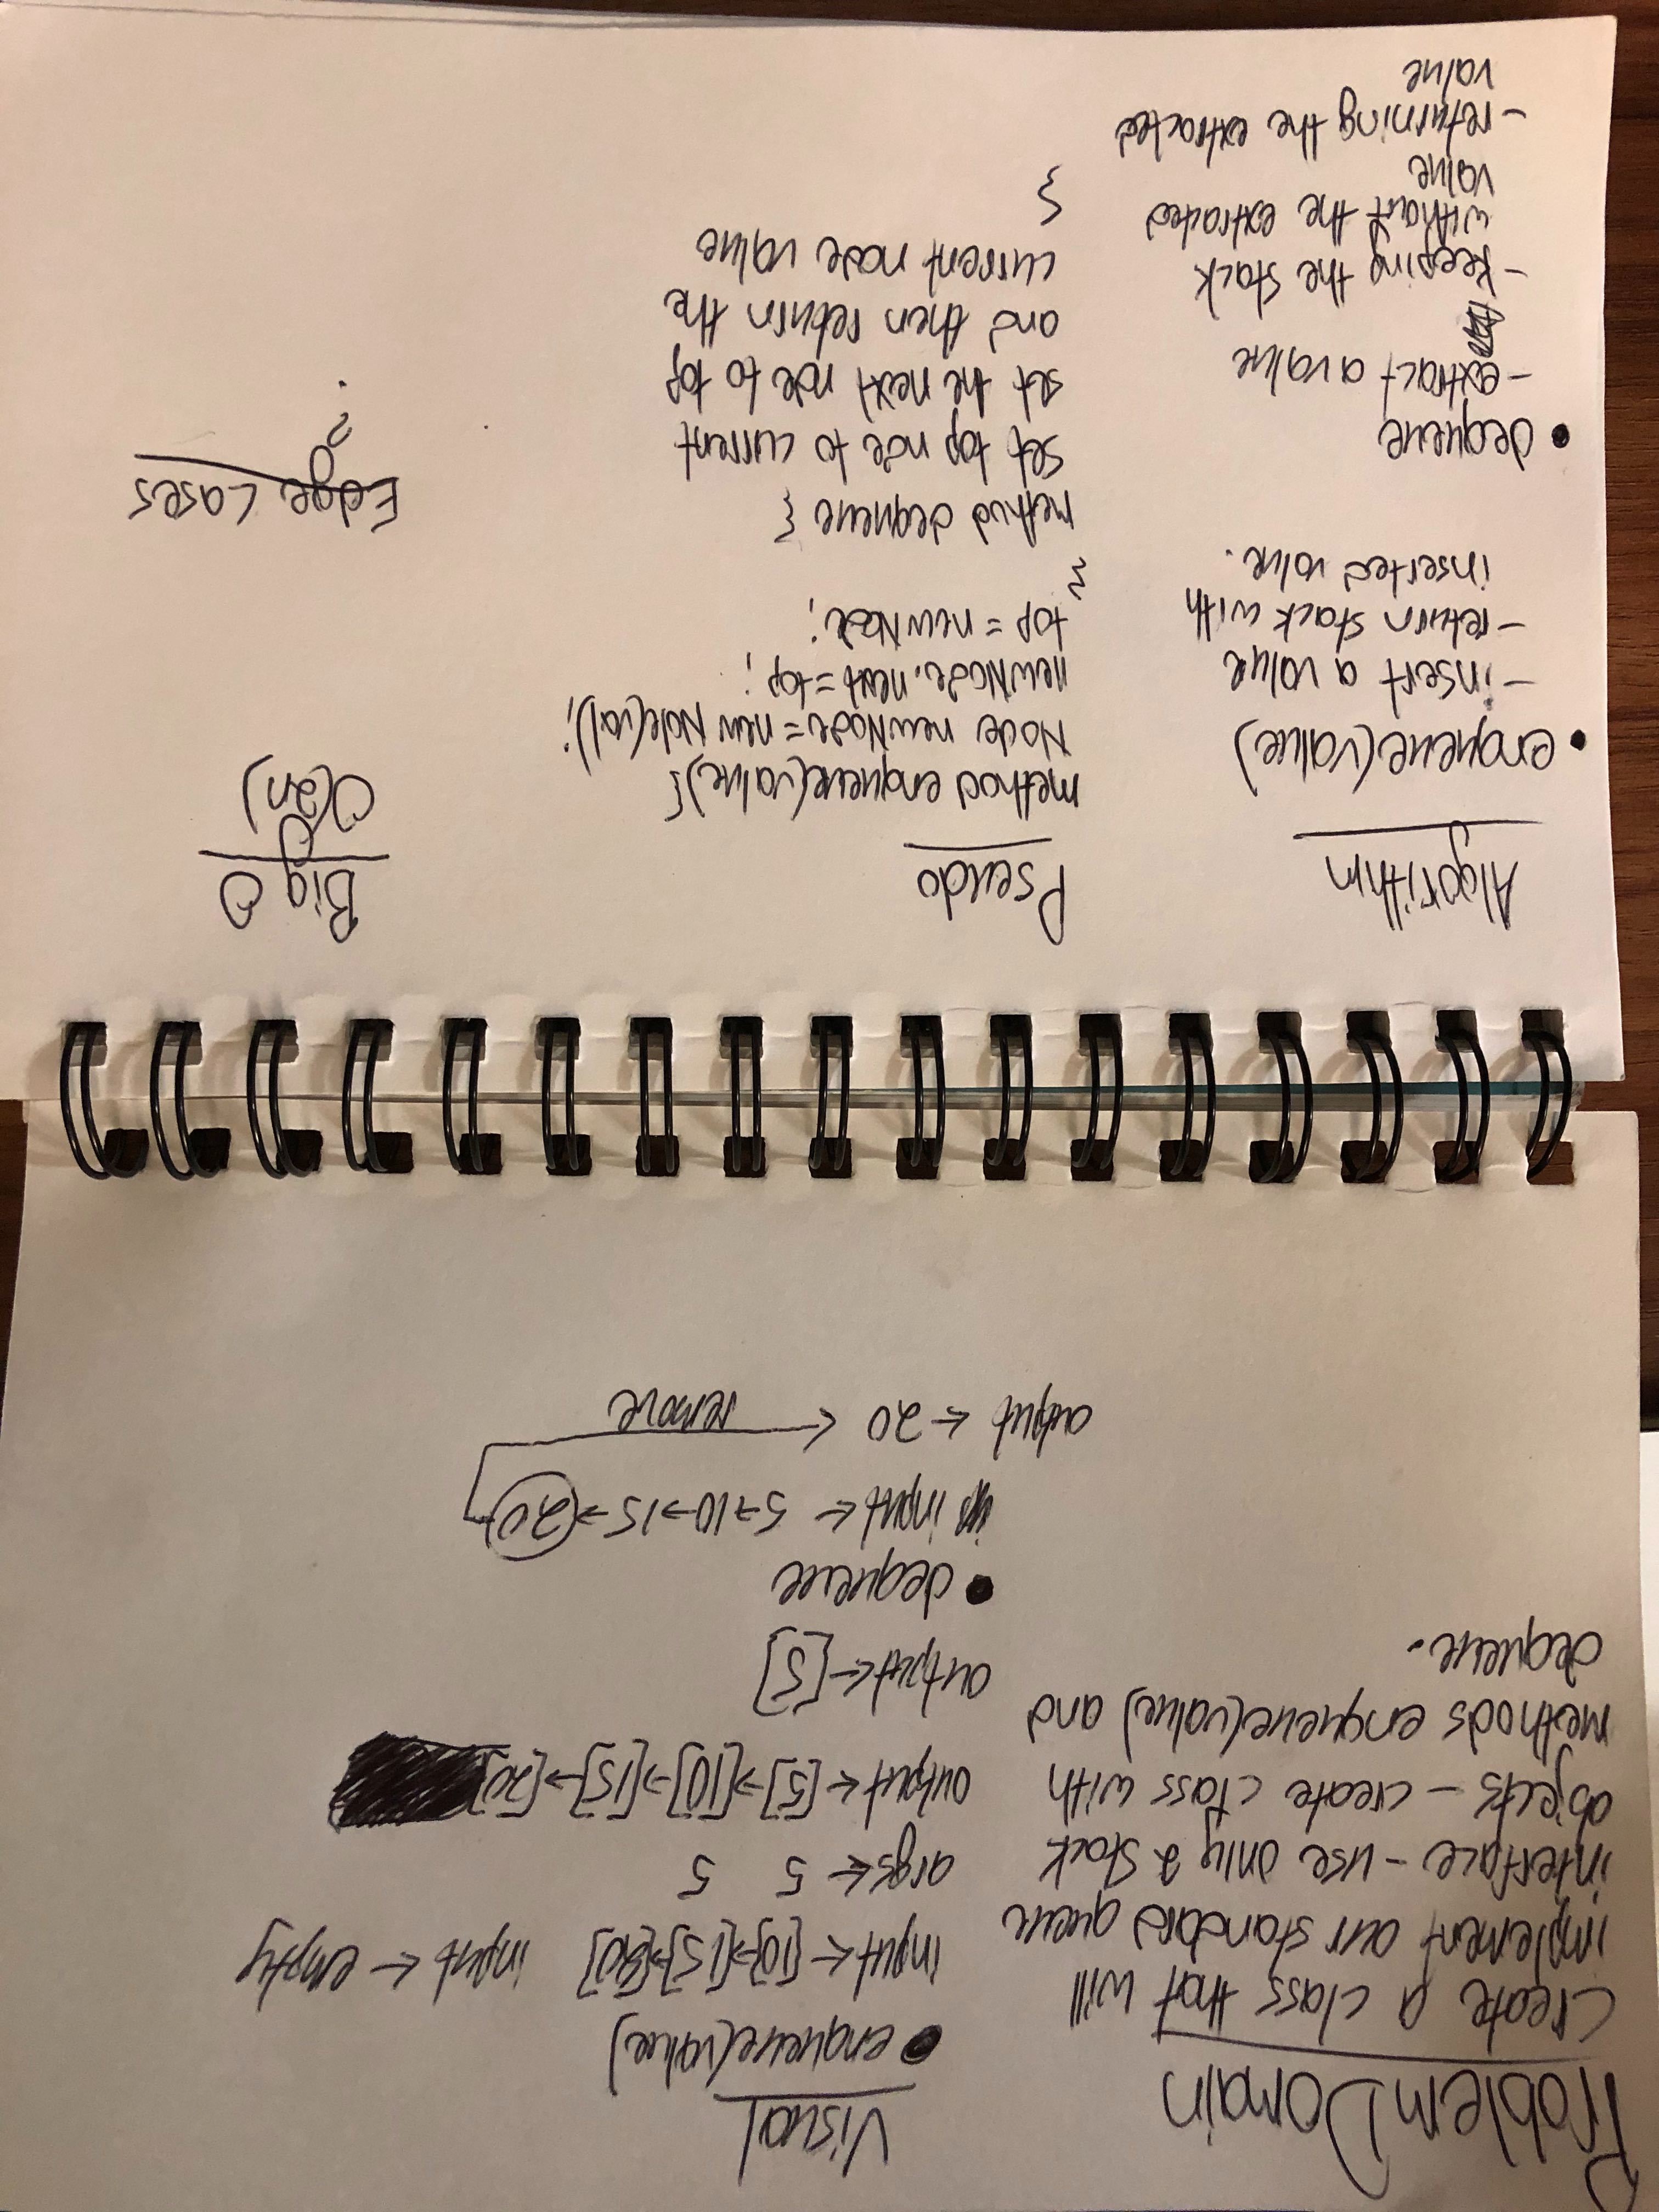 Problem Domain
Create a class that will
implement our standard queue
interface - use only 2 stack
objects - create class with
methods enqueue(value) and
dequeue.
Visual
• enqueue(value)
input → [10]→[15]→[20] input → empty
args → 5 5
output → [5]→[10]→[15]→[20]
output → [5]
• dequeue
input → 5→10→15→(20)
output → 20 ← remove
Algorithm
• enqueue(value)
- insert a value
- return stack with
inserted value.
• dequeue
- extract a value
- keeping the stack
without the extracted
value
- returning the extracted
value
Pseudo
method enqueue(value){
Node newNode = new Node(val);
newNode.next = top;
top = newNode;
}
method dequeue {
set top node to current
set the next node to top
and then return the
current node value
}
Big O
O(2n)
Edge Cases
?